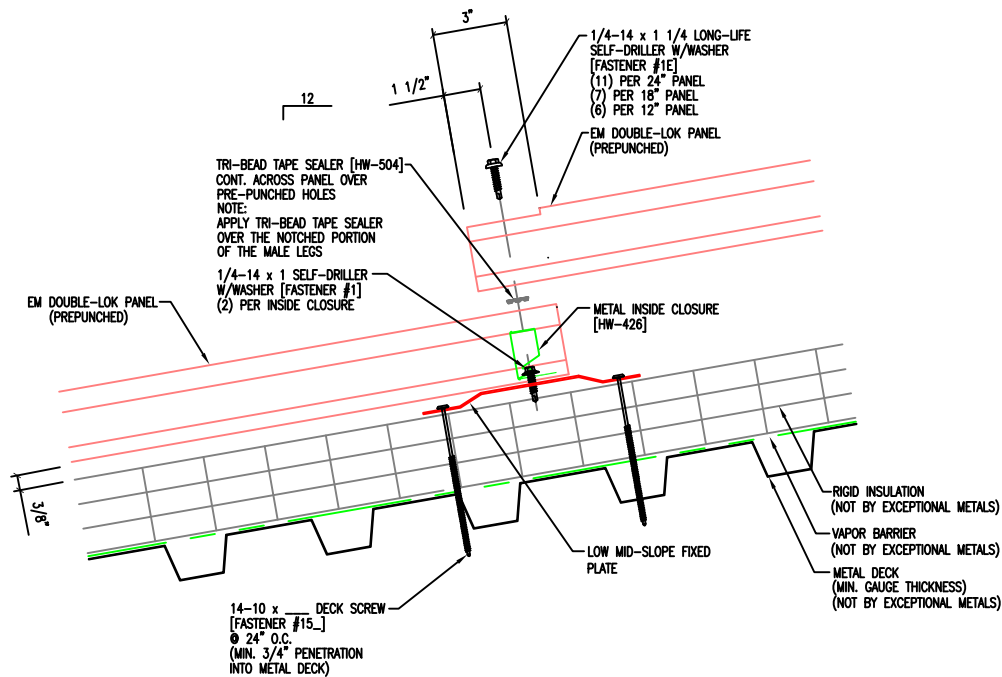 3"
1 1/2"
12
1/4-14 x 1 1/4 LONG-LIFE
SELF-DRILLER W/WASHER
[FASTENER #1E]
(11) PER 24" PANEL
(7) PER 18" PANEL
(6) PER 12" PANEL
EM DOUBLE-LOK PANEL
(PREPUNCHED)
TRI-BEAD TAPE SEALER [HW-504]
CONT. ACROSS PANEL OVER
PRE-PUNCHED HOLES
NOTE:
APPLY TRI-BEAD TAPE SEALER
OVER THE NOTCHED PORTION
OF THE MALE LEGS
1/4-14 x 1 SELF-DRILLER
W/WASHER [FASTENER #1]
(2) PER INSIDE CLOSURE
EM DOUBLE-LOK PANEL
(PREPUNCHED)
METAL INSIDE CLOSURE
[HW-426]
3/8"
RIGID INSULATION
(NOT BY EXCEPTIONAL METALS)
VAPOR BARRIER
(NOT BY EXCEPTIONAL METALS)
METAL DECK
(MIN. GAUGE THICKNESS)
(NOT BY EXCEPTIONAL METALS)
LOW MID-SLOPE FIXED
PLATE
14-10 x ___ DECK SCREW
[FASTENER #15_]
@ 24" O.C.
(MIN. 3/4" PENETRATION
INTO METAL DECK)